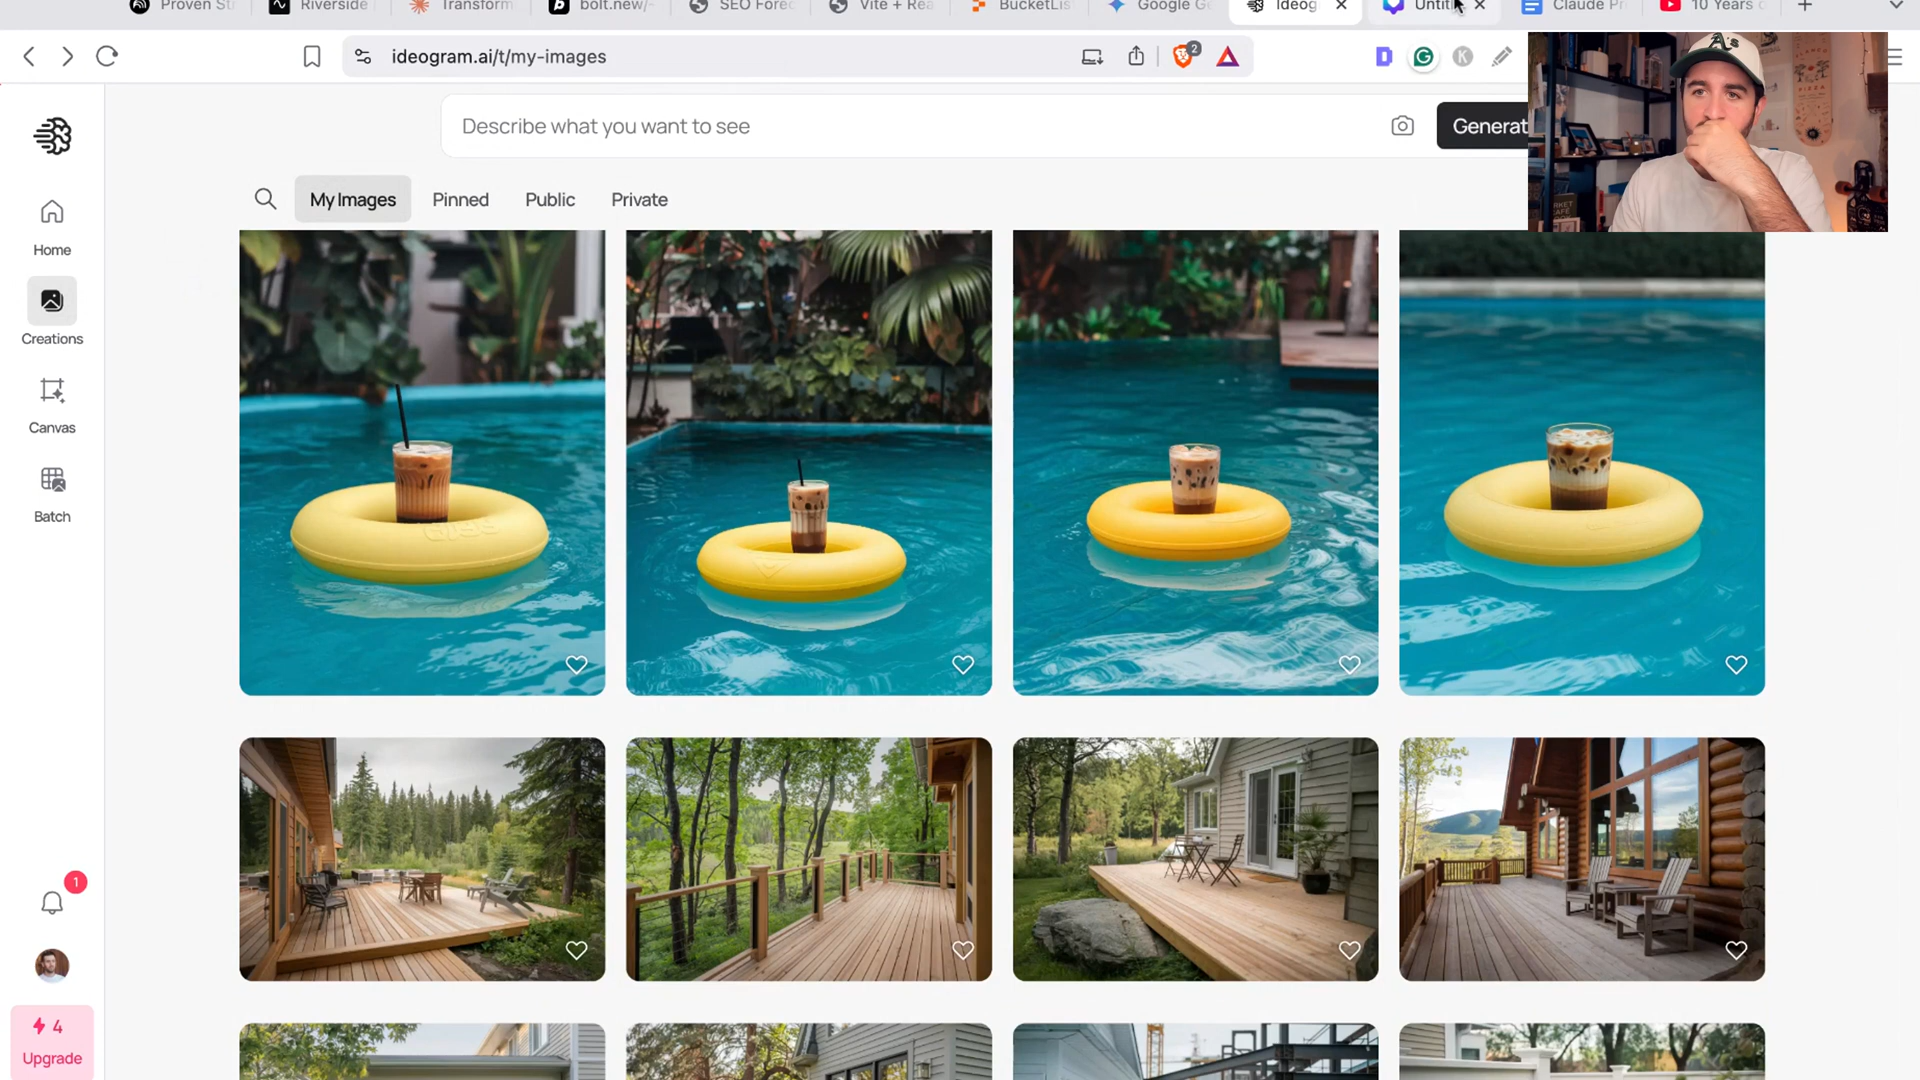 Proven St
Riverside
Transform
bolt.new/
SEO Forec
Vite + Rea
BucketLis
Google G
Ideog
Untit
Claude Pr
10 Years o
ideogram.ai/t/my-images
2
Describe what you want to see
Generat
My Images
Pinned
Public
Private
Home
Creations
Canvas
Batch
1
4
Upgrade
A's
PIZZA